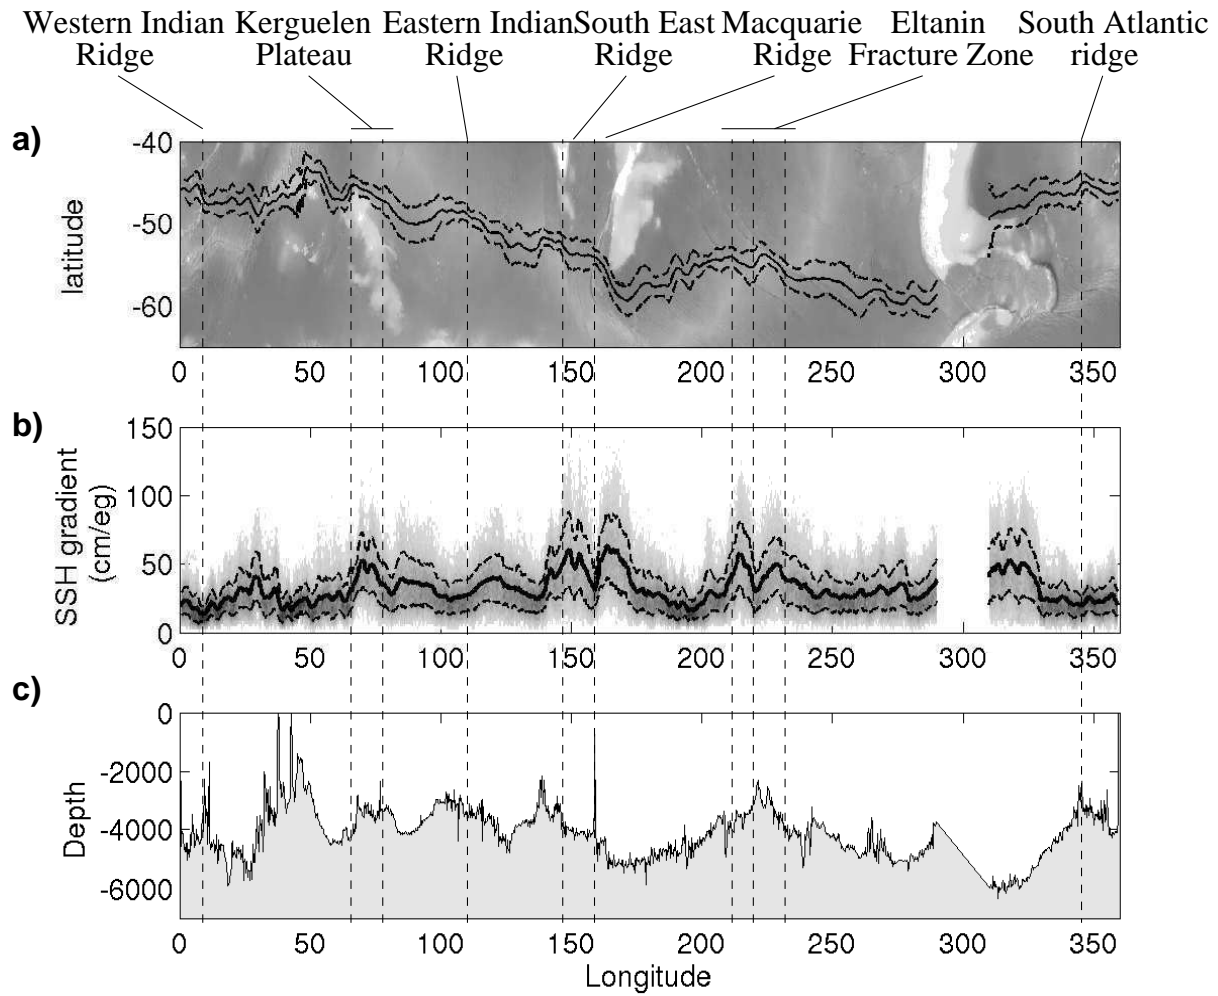 Western Indian Kerguelen Eastern Indian South East Macquarie Eltanin South Atlantic
Ridge Plateau Ridge Ridge Ridge Fracture Zone ridge
a)
-40
-50
-60
latitude
0 50 100 150 200 250 300 350
b)
150
100
50
0
SSH gradient
(cm/eg)
0 50 100 150 200 250 300 350
c)
0
-2000
-4000
-6000
Depth
0 50 100 150 200 250 300 350
Longitude